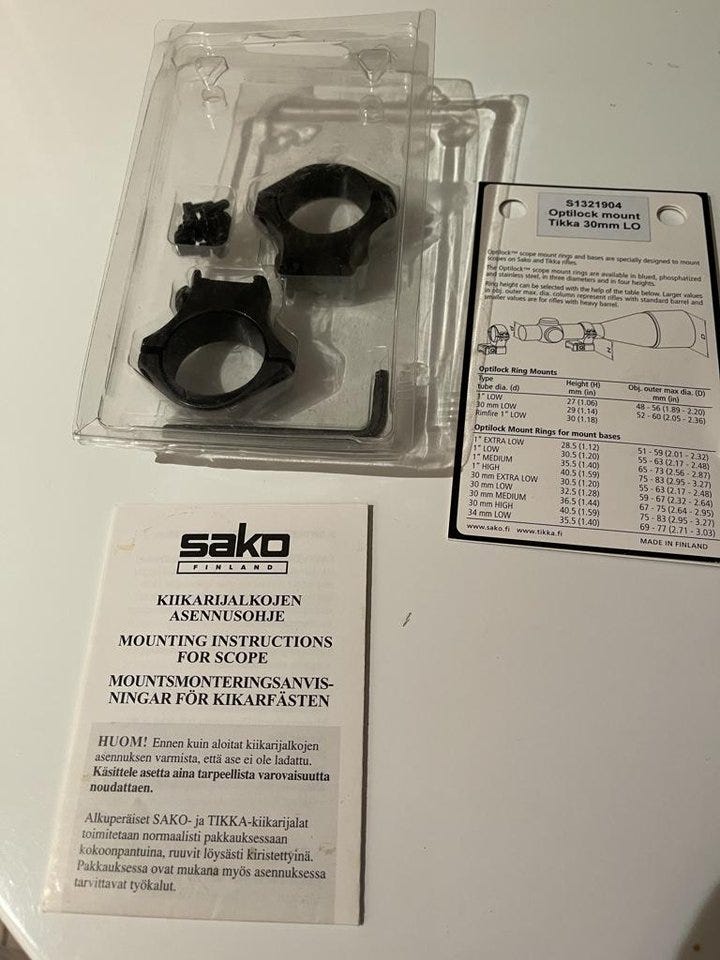 S1321904
Optilock mount
Tikka 30mm LO
Optilock™ scope mount rings and bases are specially designed to mount
scopes on Sako and Tikka rifles.
The Optilock™ scope mount rings are available in blued, phosphatized
and stainless steel, in three diameters and in four heights.
Ring height can be selected with the help of the table below. Larger values
in obj. outer max. dia. column represent rifles with standard barrel and
smaller values are for rifles with heavy barrel.
d
H
D
Optilock Ring Mounts
Type
tube dia. (d) Height (H)
mm (in) Obj. outer max dia. (D)
mm (in)
1" LOW 27 (1.06) 48 - 56 (1.89 - 2.20)
30 mm LOW 29 (1.14) 52 - 60 (2.05 - 2.36)
Rimfire 1" LOW 30 (1.18)
Optilock Mount Rings for mount bases
1" EXTRA LOW 28.5 (1.12) 51 - 59 (2.01 - 2.32)
1" LOW 30.5 (1.20) 55 - 63 (2.17 - 2.48)
1" MEDIUM 35.5 (1.40) 65 - 73 (2.56 - 2.87)
1" HIGH 40.5 (1.59) 75 - 83 (2.95 - 3.27)
30 mm EXTRA LOW 30.5 (1.20) 55 - 63 (2.17 - 2.48)
30 mm LOW 32.5 (1.28) 59 - 67 (2.32 - 2.64)
30 mm MEDIUM 36.5 (1.44) 67 - 75 (2.64 - 2.95)
30 mm HIGH 40.5 (1.59) 75 - 83 (2.95 - 3.27)
34 mm LOW 35.5 (1.40) 69 - 77 (2.71 - 3.03)
www.sako.fi www.tikka.fi MADE IN FINLAND
sako
FINLAND
KIIKARIJALKOJEN
ASENNUSOHJE
MOUNTING INSTRUCTIONS
FOR SCOPE
MOUNTSMONTERINGSANVIS-
NINGAR FÖR KIKARFÄSTEN
HUOM! Ennen kuin aloitat kiikarijalkojen
asennuksen varmista, että ase ei ole ladattu.
Käsittele asetta aina tarpeellista varovaisuutta
noudattaen.
Alkuperäiset SAKO- ja TIKKA-kiikarijalat
toimitetaan normaalisti pakkauksessaan
kokoonpantuina, ruuvit löysästi kiristettyinä.
Pakkauksessa ovat mukana myös asennuksessa
tarvittavat työkalut.